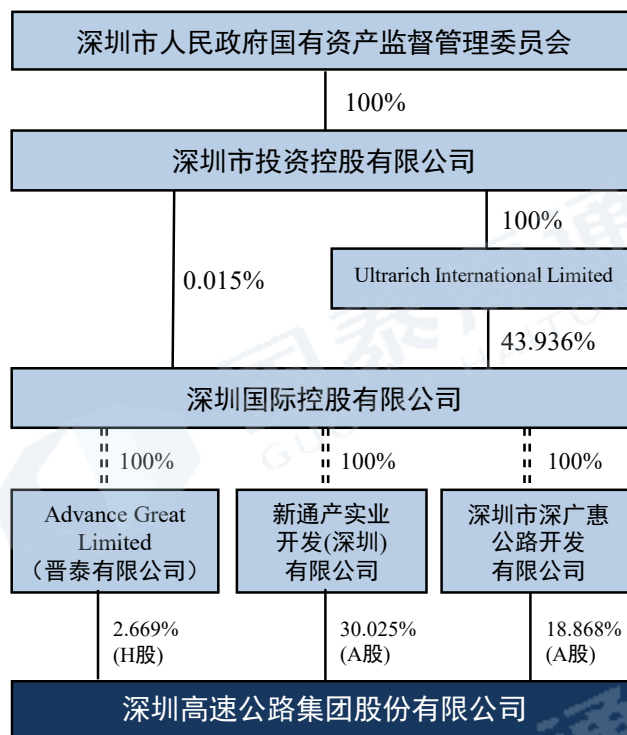 深圳市人民政府国有资产监督管理委员会
100%
深圳市投资控股有限公司
100%
0.015%
Ultrarich International Limited
43.936%
深圳国际控股有限公司
100%
100%
100%
Advance Great
Limited
（晋泰有限公司）
新通产实业
开发(深圳)
有限公司
深圳市深广惠
公路开发
有限公司
2.669%
(H股)
30.025%
(A股)
18.868%
(A股)
深圳高速公路集团股份有限公司